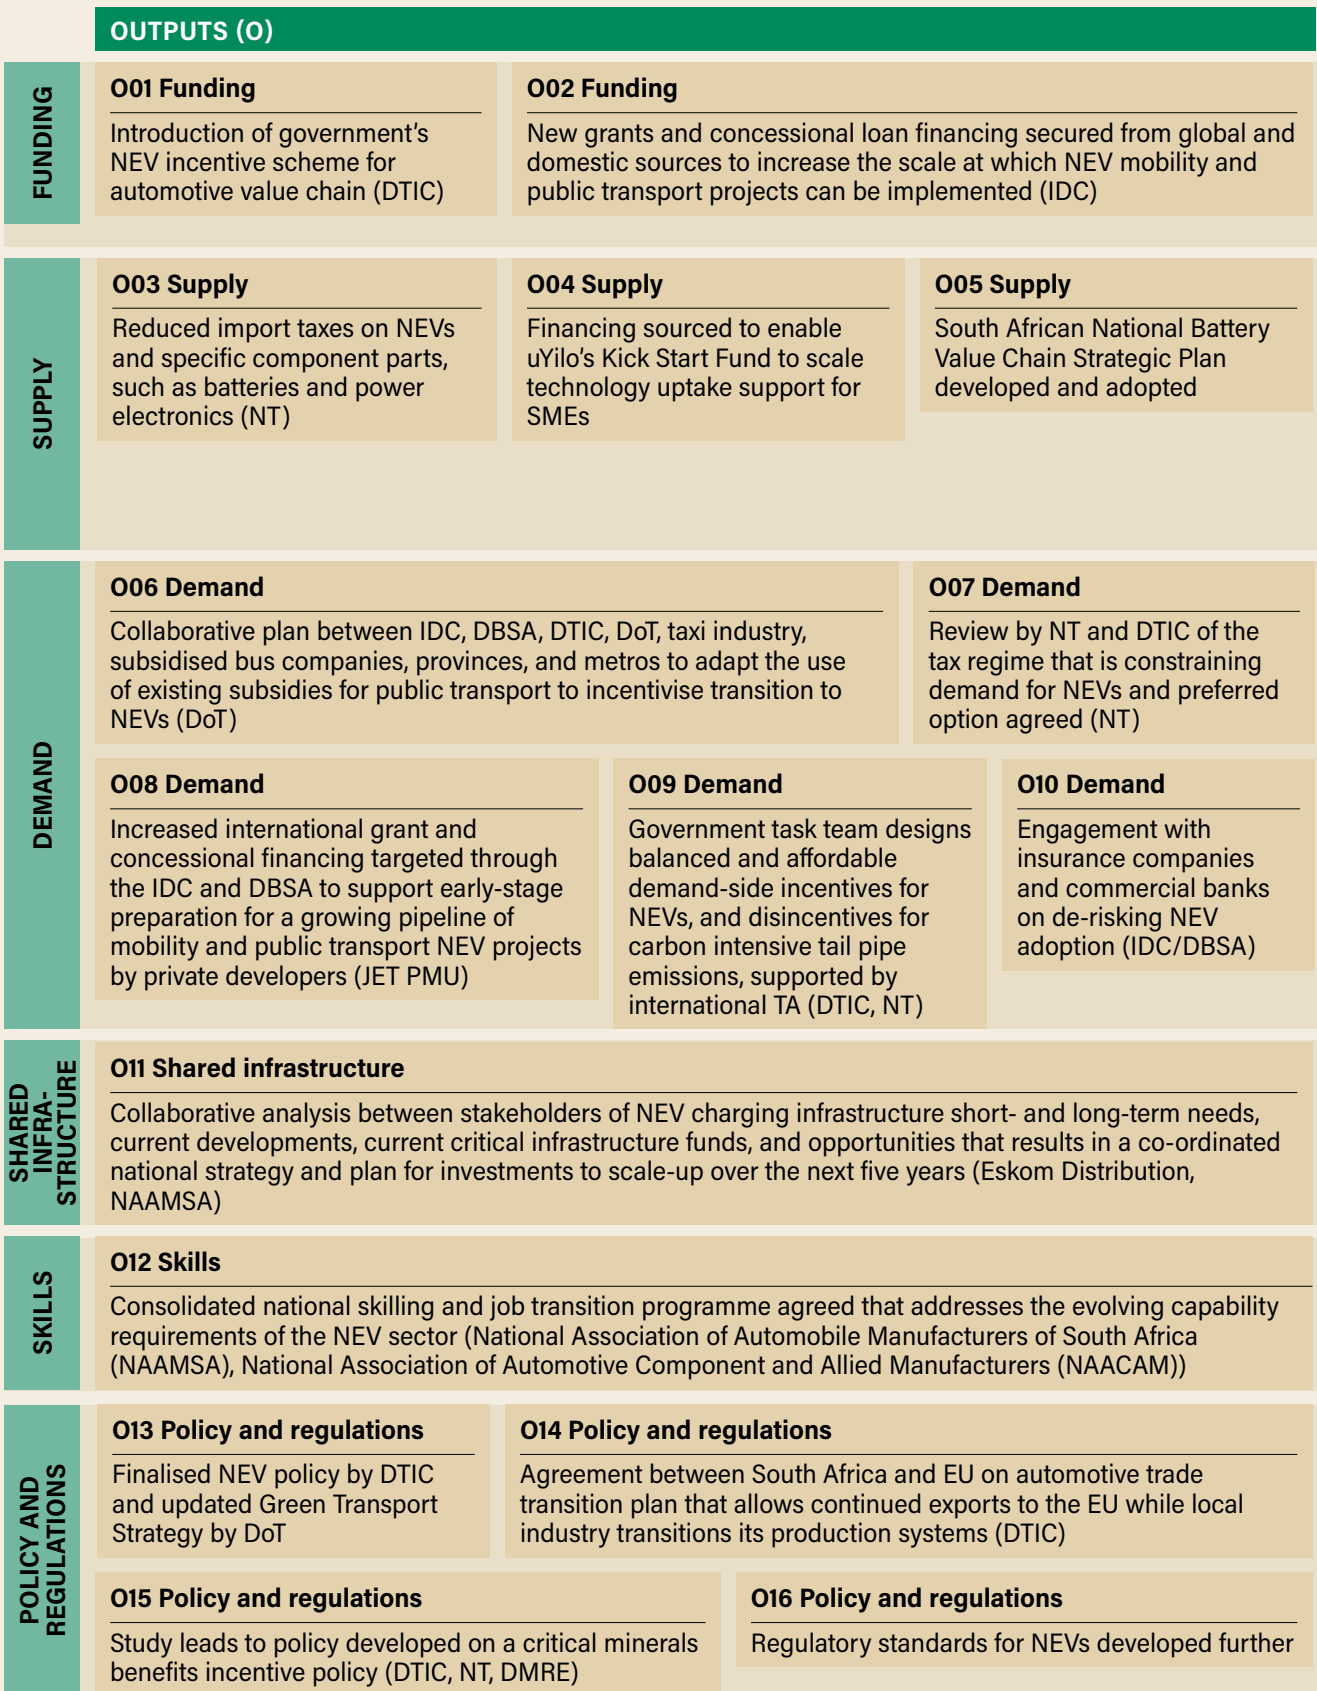 OUTPUTS (O)
FUNDING
O01 Funding
Introduction of government’s
NEV incentive scheme for
automotive value chain (DTIC)
O02 Funding
New grants and concessional loan financing secured from global and
domestic sources to increase the scale at which NEV mobility and
public transport projects can be implemented (IDC)
SUPPLY
O03 Supply
Reduced import taxes on NEVs
and specific component parts,
such as batteries and power
electronics (NT)
O04 Supply
Financing sourced to enable
uYilo’s Kick Start Fund to scale
technology uptake support for
SMEs
O05 Supply
South African National Battery
Value Chain Strategic Plan
developed and adopted
DEMAND
O06 Demand
Collaborative plan between IDC, DBSA, DTIC, DoT, taxi industry,
subsidised bus companies, provinces, and metros to adapt the use
of existing subsidies for public transport to incentivise transition to
NEVs (DoT)
O07 Demand
Review by NT and DTIC of the
tax regime that is constraining
demand for NEVs and preferred
option agreed (NT)
O08 Demand
Increased international grant and
concessional financing targeted through
the IDC and DBSA to support early-stage
preparation for a growing pipeline of
mobility and public transport NEV projects
by private developers (JET PMU)
O09 Demand
Government task team designs
balanced and affordable
demand-side incentives for
NEVs, and disincentives for
carbon intensive tail pipe
emissions, supported by
international TA (DTIC, NT)
O10 Demand
Engagement with
insurance companies
and commercial banks
on de-risking NEV
adoption (IDC/DBSA)
SHARED
INFRA-
STRUCTURE
O11 Shared infrastructure
Collaborative analysis between stakeholders of NEV charging infrastructure short- and long-term needs,
current developments, current critical infrastructure funds, and opportunities that results in a co-ordinated
national strategy and plan for investments to scale-up over the next five years (Eskom Distribution,
NAAMSA)
SKILLS
O12 Skills
Consolidated national skilling and job transition programme agreed that addresses the evolving capability
requirements of the NEV sector (National Association of Automobile Manufacturers of South Africa
(NAAMSA), National Association of Automotive Component and Allied Manufacturers (NAACAM))
POLICY AND
REGULATIONS
O13 Policy and regulations
Finalised NEV policy by DTIC
and updated Green Transport
Strategy by DoT
O14 Policy and regulations
Agreement between South Africa and EU on automotive trade
transition plan that allows continued exports to the EU while local
industry transitions its production systems (DTIC)
O15 Policy and regulations
Study leads to policy developed on a critical minerals
benefits incentive policy (DTIC, NT, DMRE)
O16 Policy and regulations
Regulatory standards for NEVs developed further